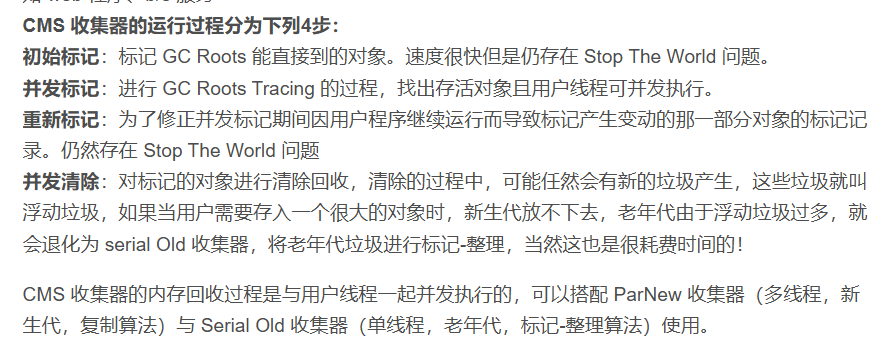 CMS 收集器的运行过程分为下列4步：
初始标记：标记 GC Roots 能直接到的对象。速度很快但是仍存在 Stop The World 问题。
并发标记：进行 GC Roots Tracing 的过程，找出存活对象且用户线程可并发执行。
重新标记：为了修正并发标记期间因用户程序继续运行而导致标记产生变动的那一部分对象的标记记
录。仍然存在 Stop The World 问题
并发清除：对标记的对象进行清除回收，清除的过程中，可能任然会有新的垃圾产生，这些垃圾就叫
浮动垃圾，如果当用户需要存入一个很大的对象时，新生代放不下去，老年代由于浮动垃圾过多，就
会退化为 serial Old 收集器，将老年代垃圾进行标记-整理，当然这也是很耗费时间的！
CMS 收集器的内存回收过程是与用户线程一起并发执行的，可以搭配 ParNew 收集器（多线程，新
生代，复制算法）与 Serial Old 收集器（单线程，老年代，标记-整理算法）使用。